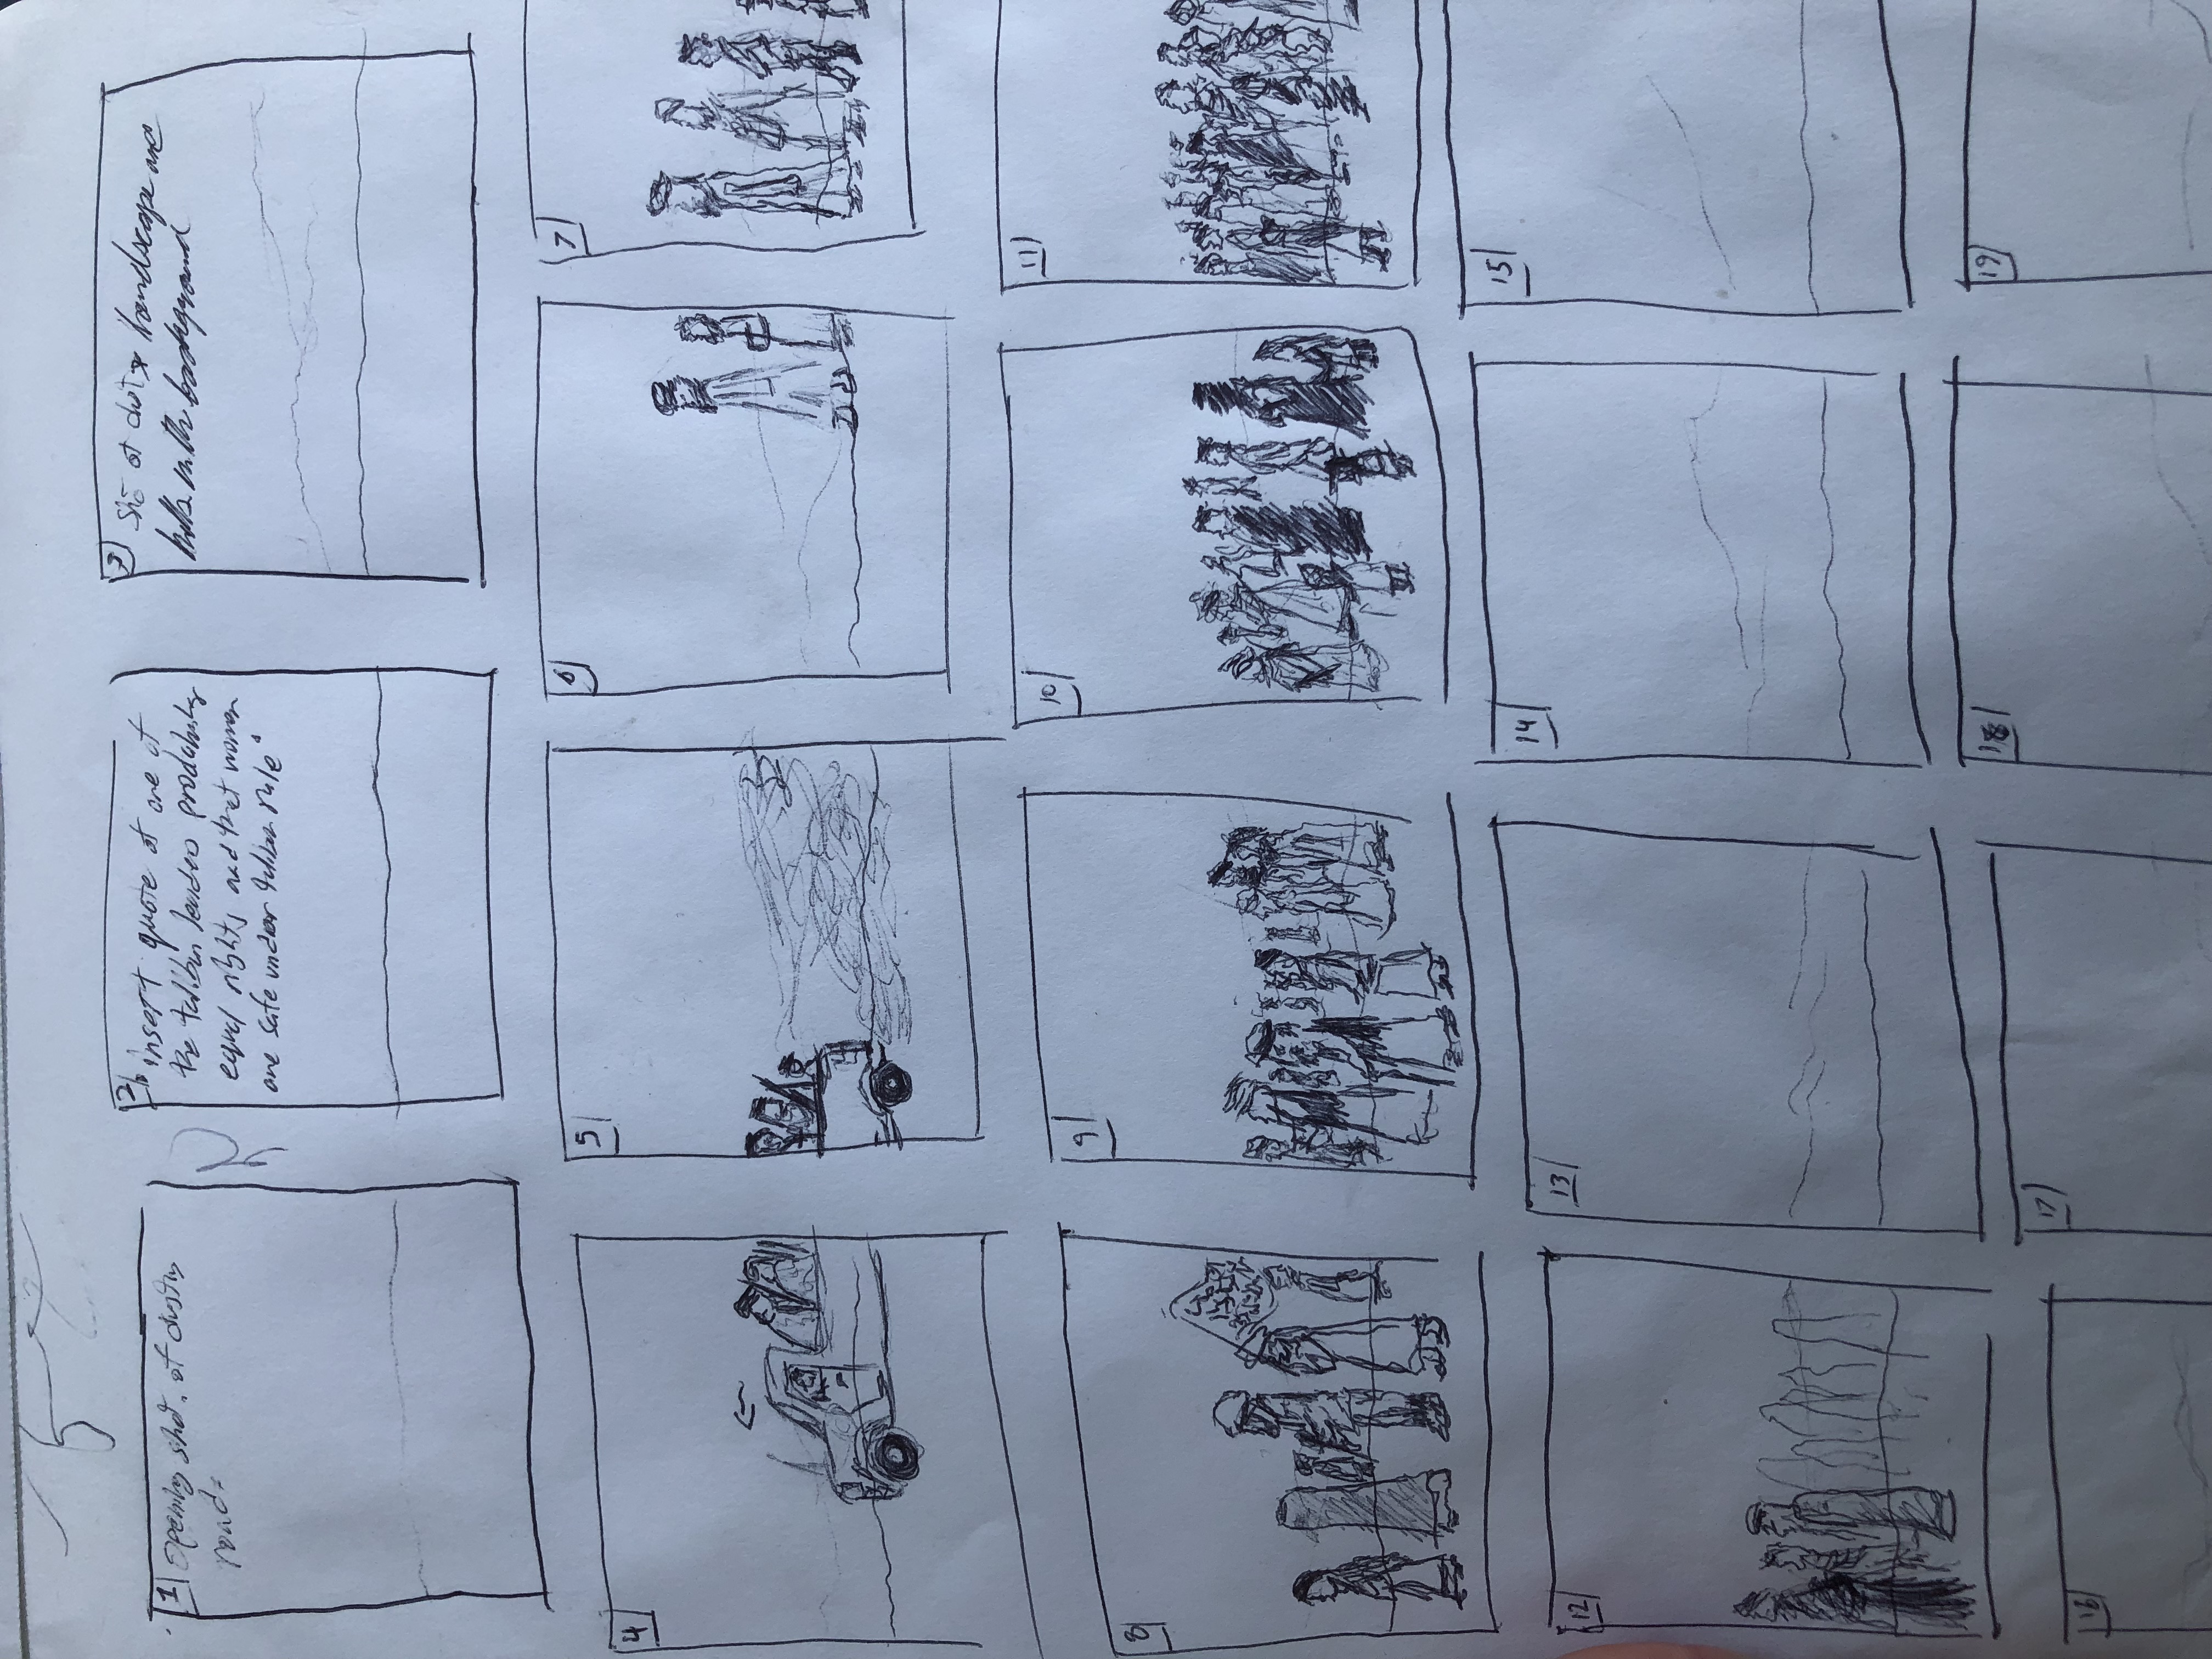 1
Opening shot of dusty
road
2
insert quote of one of
the taliban leaders proclaiming
equal rights and that women
are safe under taliban rule"
3
Shot of landscape and
hills in the background
4
5
6
7
8
9
10
11
12
13
14
15
16
17
18
19